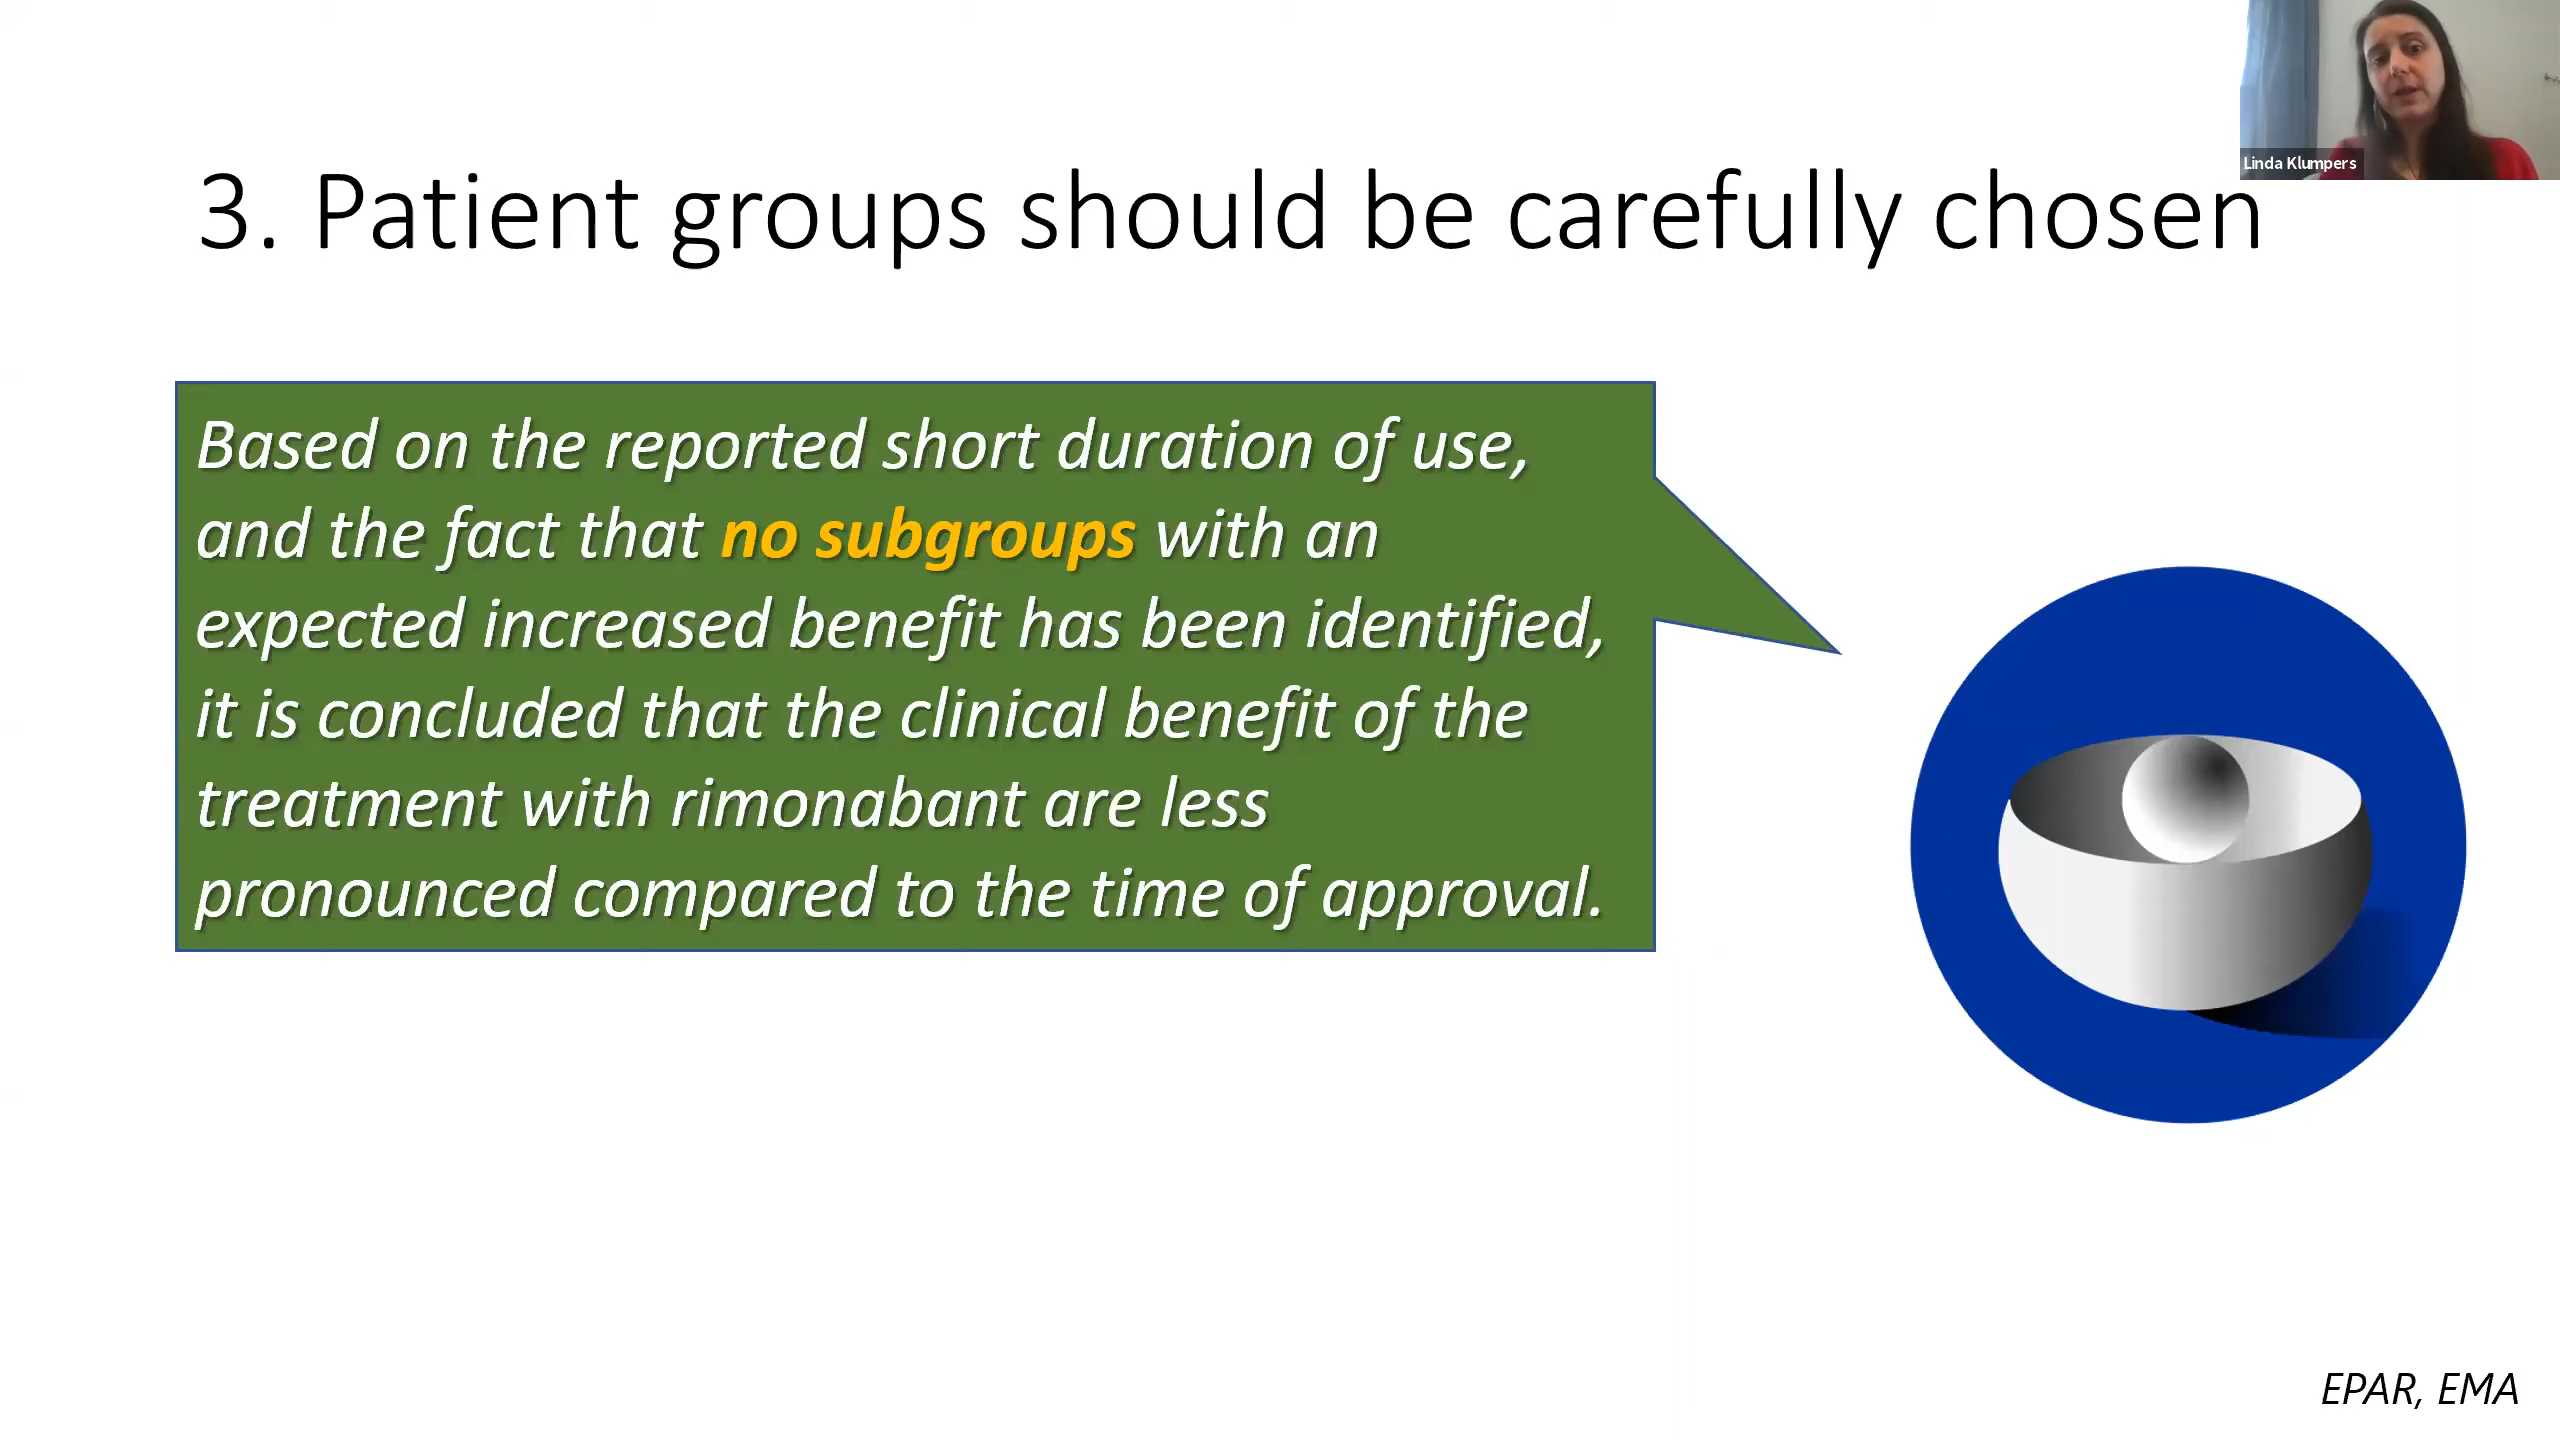 Linda Klumpers
3. Patient groups should be carefully chosen
Based on the reported short duration of use,
and the fact that no subgroups with an
expected increased benefit has been identified,
it is concluded that the clinical benefit of the
treatment with rimonabant are less
pronounced compared to the time of approval.
EPAR, EMA